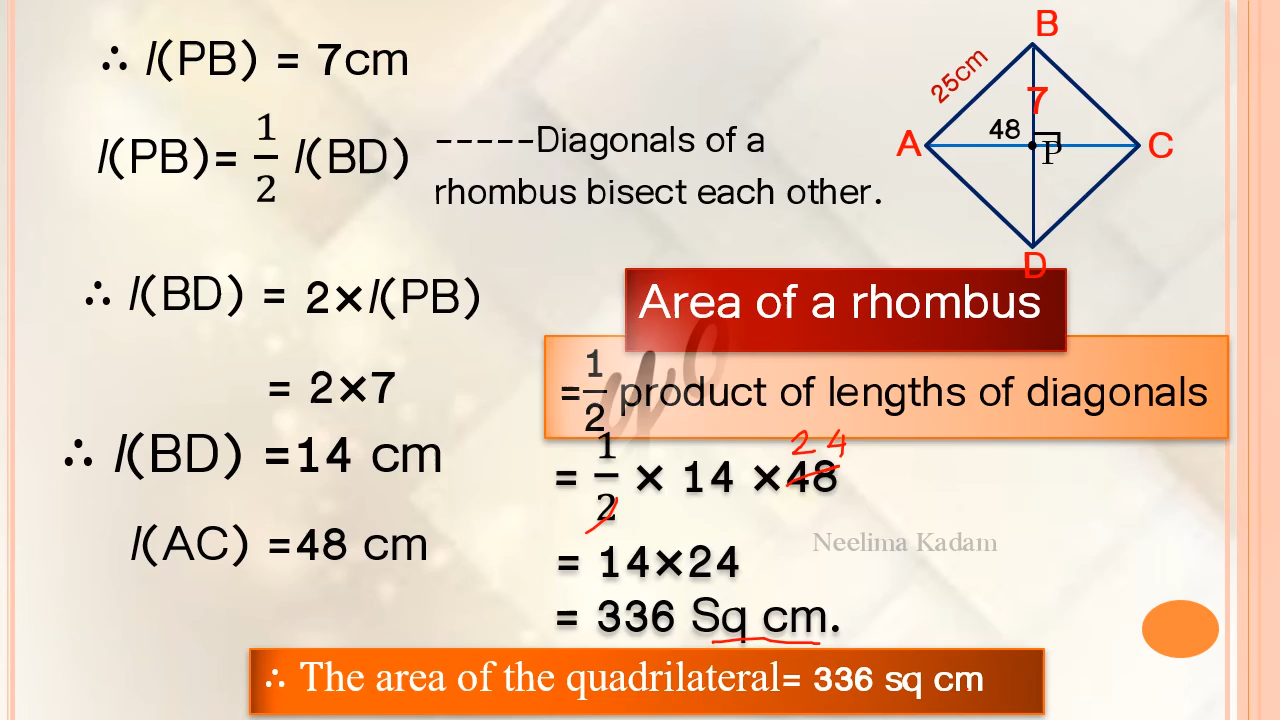 ∴ l(PB) = 7cm
l(PB)= 1/2 l(BD) -----Diagonals of a
rhombus bisect each other.
∴ l(BD) = 2×l(PB)
= 2×7
∴ l(BD) =14 cm
l(AC) =48 cm
B
25cm
7
48
A
P
C
D
Area of a rhombus
=1/2 product of lengths of diagonals
24
= 1/2 × 14 ×48
= 14×24
= 336 Sq cm.
Neelima Kadam
∴ The area of the quadrilateral= 336 sq cm